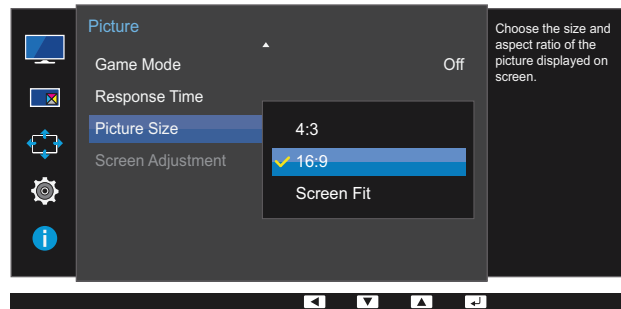 Picture
Game Mode Off
Response Time
Picture Size
Screen Adjustment
4:3
16:9
Screen Fit
Choose the size and
aspect ratio of the
picture displayed on
screen.